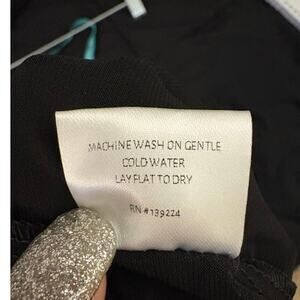 MACHINE WASH ON GENTLE
COLD WATER
LAY FLAT TO DRY
RN #139224